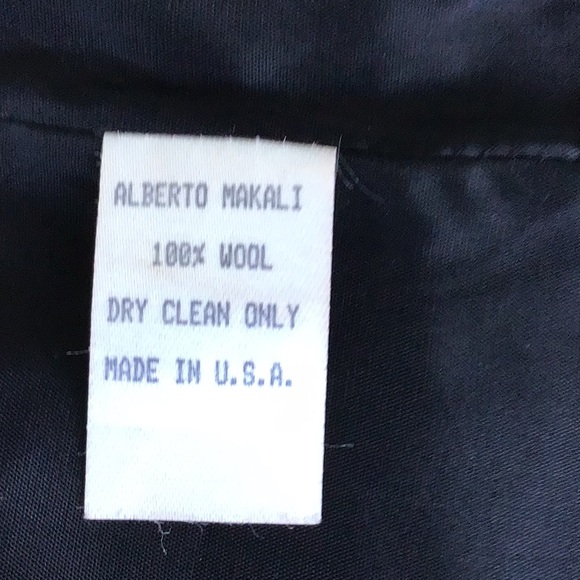 ALBERTO MAKALI
100% WOOL
DRY CLEAN ONLY
MADE IN U.S.A.